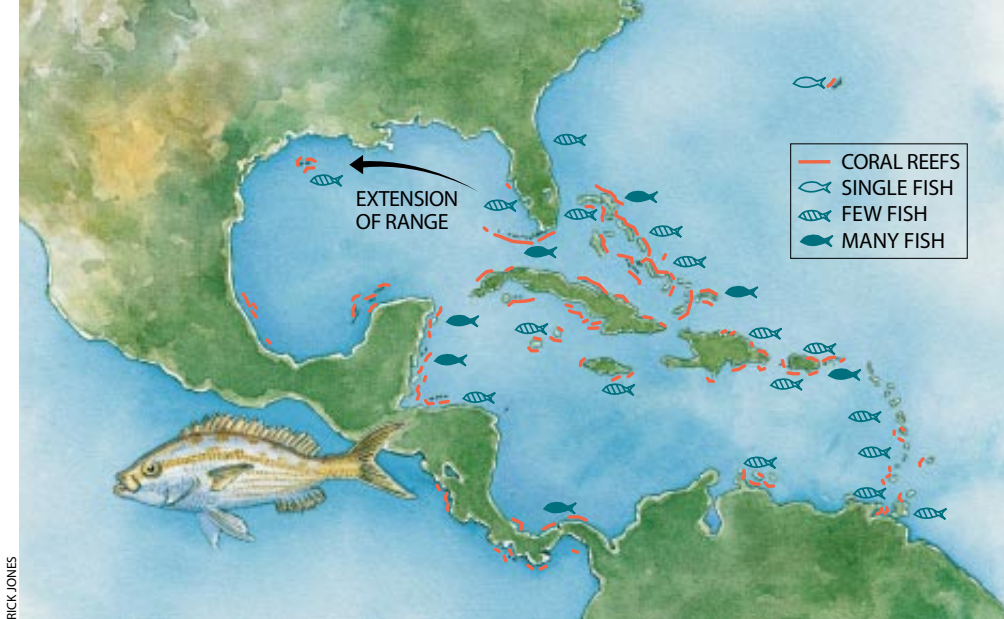 EXTENSION
OF RANGE
CORAL REEFS
SINGLE FISH
FEW FISH
MANY FISH
RICK JONES